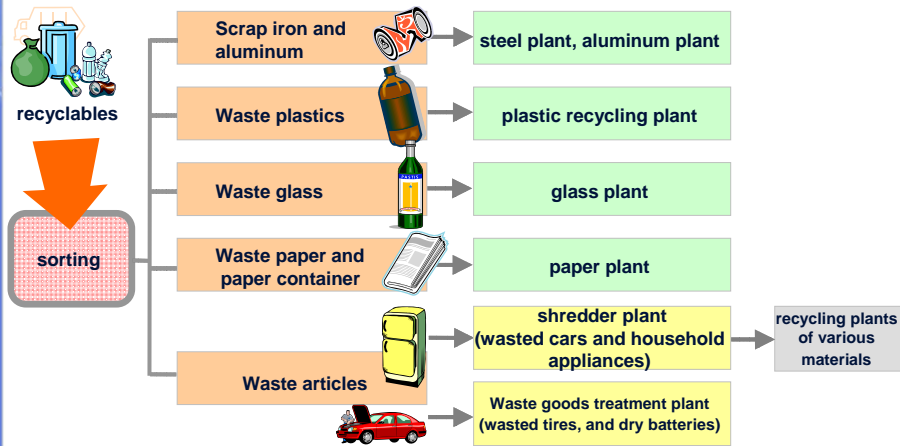 recyclables
sorting
Scrap iron and
aluminum
steel plant, aluminum plant
Waste plastics
plastic recycling plant
Waste glass
PASTIS
glass plant
Waste paper and
paper container
paper plant
Waste articles
shredder plant
(wasted cars and household
appliances)
recycling plants
of various
materials
Waste goods treatment plant
(wasted tires, and dry batteries)